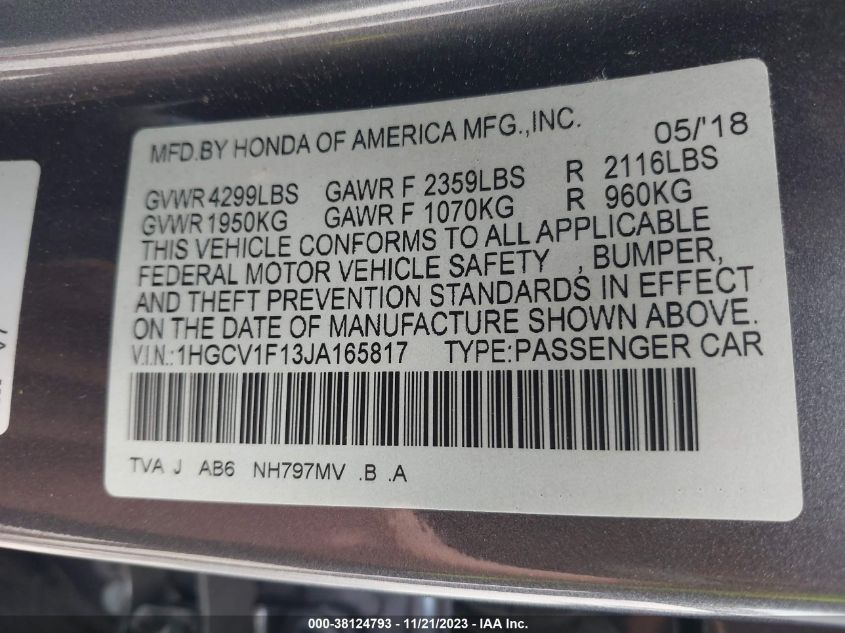 MFD.BY HONDA OF AMERICA MFG.,INC. 05/'18
GVWR 4299LBS GAWR F 2359LBS R 2116LBS
GVWR 1950KG GAWR F 1070KG R 960KG
THIS VEHICLE CONFORMS TO ALL APPLICABLE
FEDERAL MOTOR VEHICLE SAFETY , BUMPER,
AND THEFT PREVENTION STANDARDS IN EFFECT
ON THE DATE OF MANUFACTURE SHOWN ABOVE.
V.I.N.:1HGCV1F13JA165817 TYPE:PASSENGER CAR
TVA J AB6 NH797MV .B .A
000-38124793 — 11/21/2023 — IAA Inc.